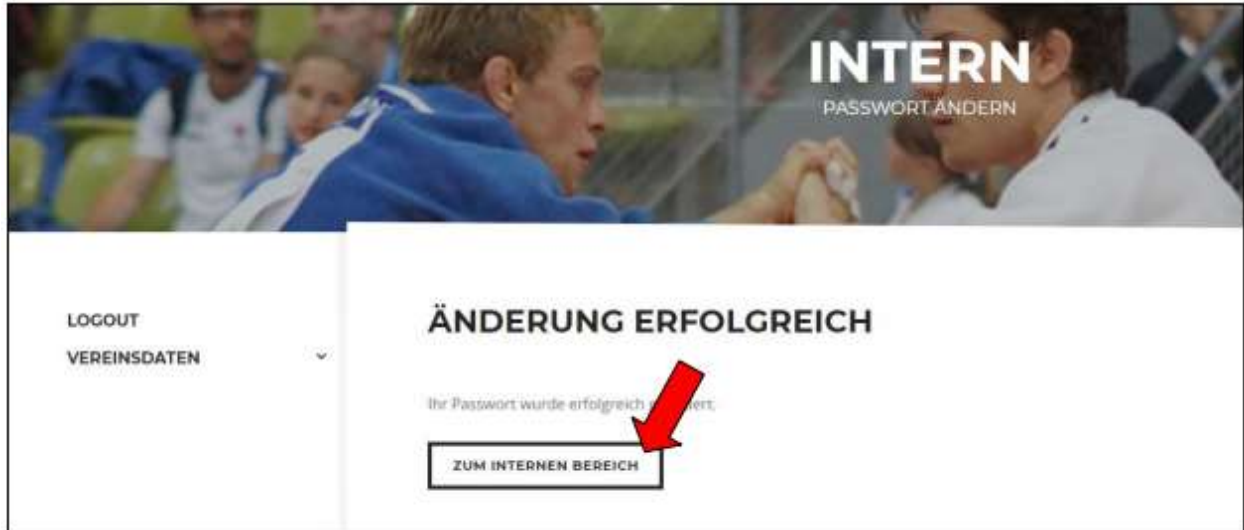 INTERN
PASSWORT ÄNDERN
LOGOUT
VEREINSDATEN
ÄNDERUNG ERFOLGREICH
Ihr Passwort wurde erfolgreich
ZUM INTERNEN BEREICH